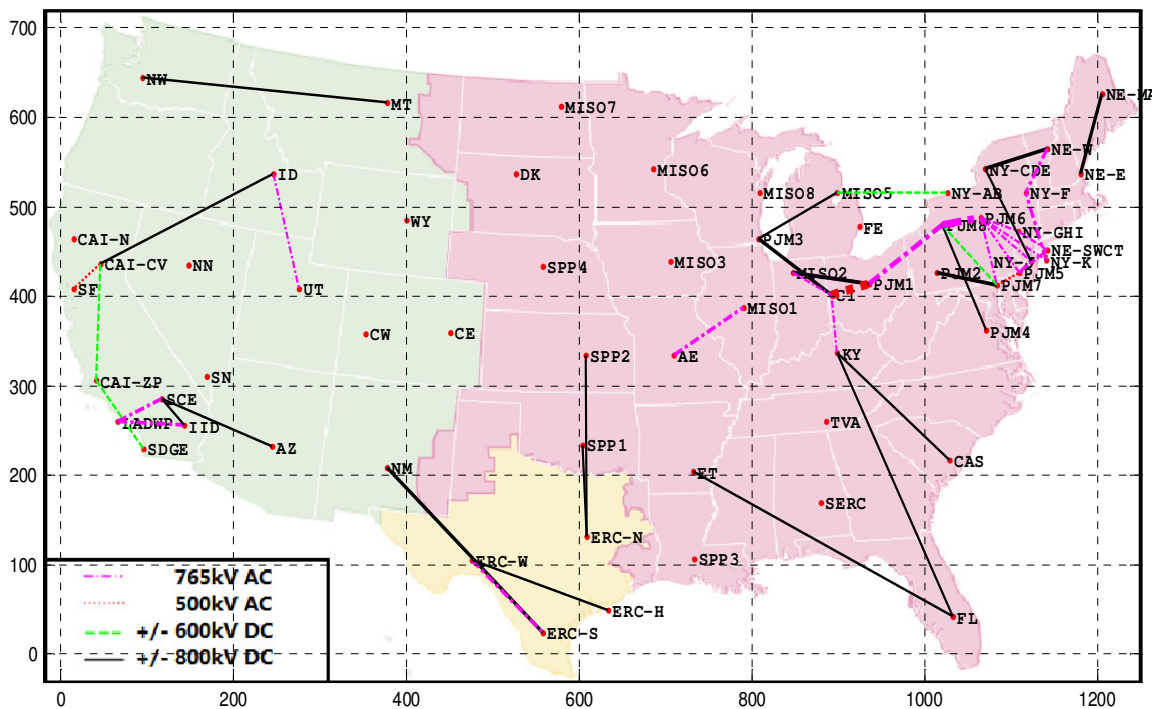 700
600
500
400
300
200
100
0
NW
MT
MISO7
NE-MA
ID
DK
MISO6
NE-W
NY-CDE
NE-E
WY
MISO8
MISO5
NY-AB
NY-F
CAI-N
FE
PJM6
PJM8
NY-GHI
PJM3
CAI-CV
NN
SPP4
MISO3
NE-SWCT
NY-J
NY-K
SF
UT
MISO2
C1
PJM1
PJM2
PJM5
PJM7
MISO1
CW
CE
SPP2
AE
KY
PJM4
CAI-ZP
SN
SCE
LADWP
IID
TVA
SDGE
AZ
SPP1
CAS
NM
ET
SERC
ERC-N
ERC-W
SPP3
ERC-H
ERC-S
FL
765kV AC
500kV AC
+/- 600kV DC
+/- 800kV DC
0
200
400
600
800
1000
1200